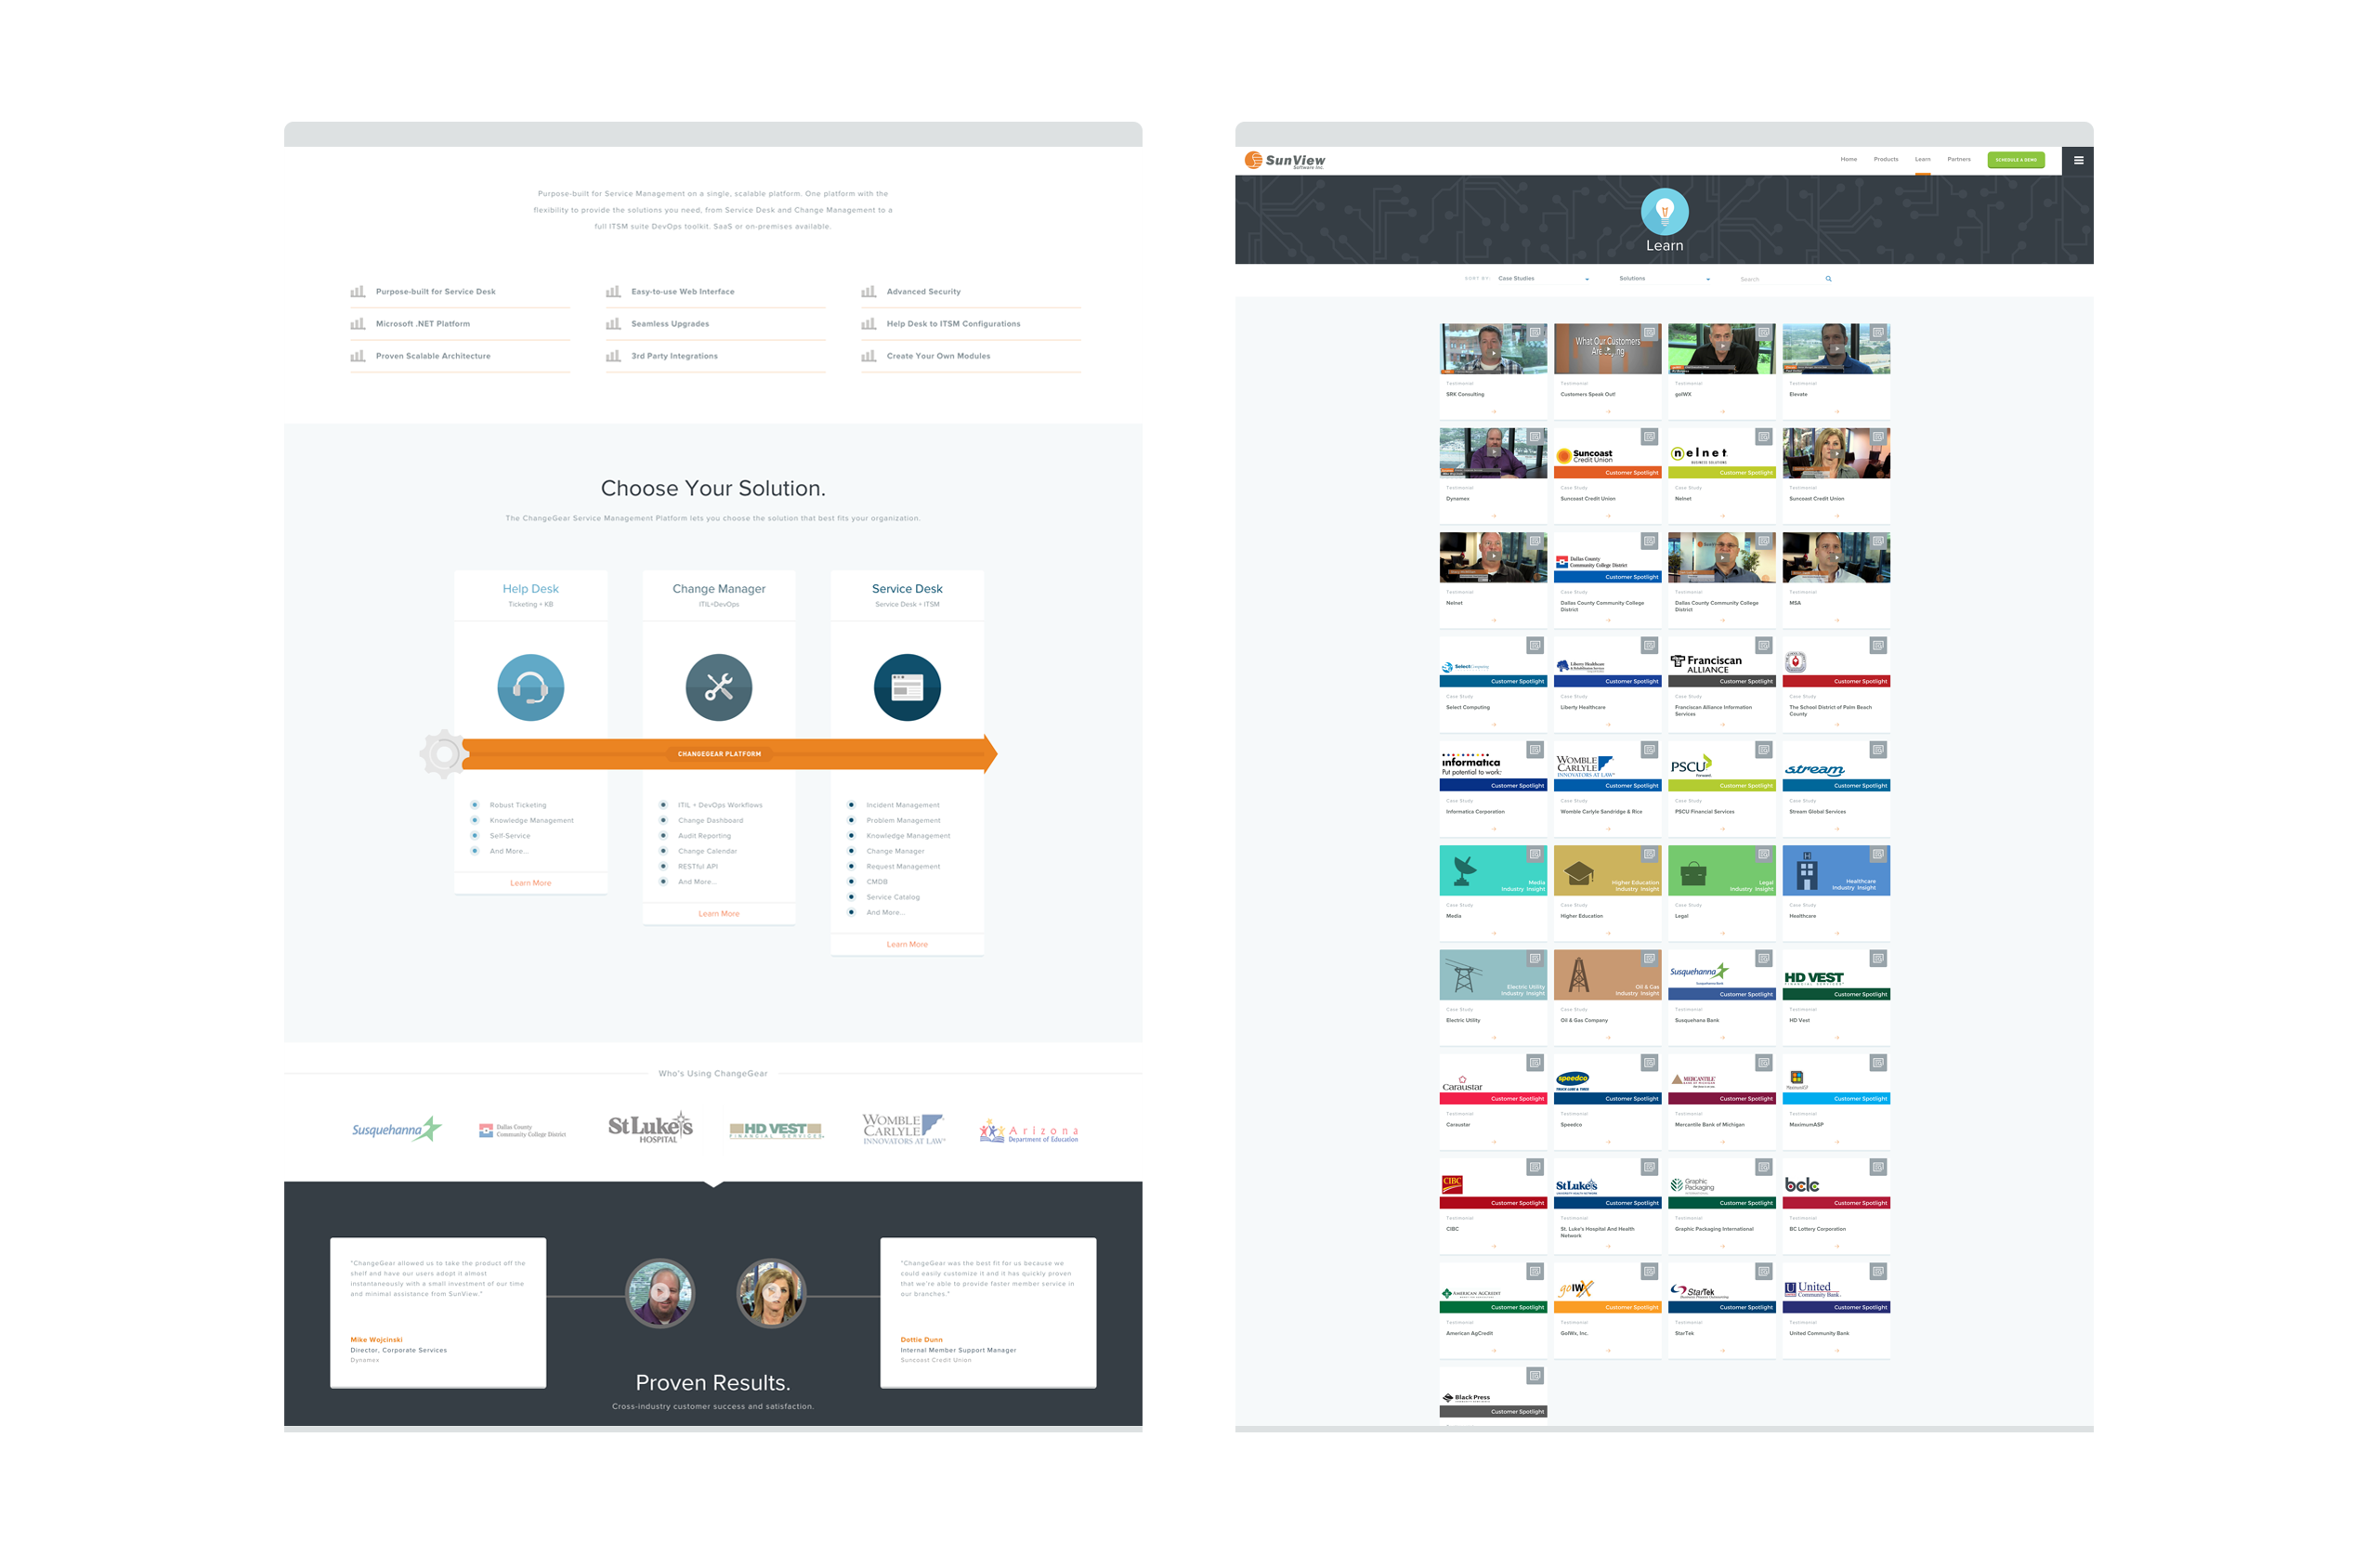 Purpose-built for Service Management on a single, scalable platform. One platform with the
flexibility to provide the solutions you need, from Service Desk and Change Management to a
full ITSM suite DevOps toolkit. SaaS or on-premises available.
Purpose-built for Service Desk
Easy-to-use Web Interface
Advanced Security
Microsoft .NET Platform
Seamless Upgrades
Help Desk to ITSM Configurations
Proven Scalable Architecture
3rd Party Integrations
Create Your Own Modules
Choose Your Solution.
The ChangeGear Service Management Platform lets you choose the solution that best fits your organization.
Help Desk
Ticketing + KB
Change Manager
ITIL+DevOps
Service Desk
Service Desk + ITSM
CHANGEGEAR PLATFORM
Robust Ticketing
Knowledge Management
Self-Service
And More...
Learn More
ITIL + DevOps Workflows
Change Dashboard
Audit Reporting
Change Calendar
RESTful API
And More...
Learn More
Incident Management
Problem Management
Knowledge Management
Change Manager
Request Management
CMDB
Service Catalog
And More...
Learn More
Who's Using ChangeGear
Susquehanna
Dallas County
Community College District
St Luke's
HOSPITAL
HD VEST
FINANCIAL SERVICES
WOMBLE
CARLYLE
INNOVATORS AT LAW
Arizona
Department of Education
"ChangeGear allowed us to take the product off the
shelf and have our users adopt it almost
instantaneously with a small investment of our time
and minimal assistance from SunView."
Mike Wojcinski
Director, Corporate Services
Dynamex
"ChangeGear was the best fit for us because we
could easily customize it and it has quickly proven
that we're able to provide faster member service in
our branches."
Dottie Dunn
Internal Member Support Manager
Suncoast Credit Union
Proven Results.
Cross-industry customer success and satisfaction.
SunView
Software Inc.
Home
Products
Learn
Partners
SCHEDULE A DEMO
Learn
SORT BY:
Case Studies
Solutions
Search
Testimonial
SRK Consulting
What Our Customers
Are Saying
Testimonial
Customers Speak Out!
Testimonial
goIWX
Testimonial
Elevate
Testimonial
Dynamex
Suncoast
Credit Union
Customer Spotlight
Case Study
Suncoast Credit Union
nelnet
BUSINESS SOLUTIONS
Customer Spotlight
Case Study
Nelnet
Testimonial
Suncoast Credit Union
Testimonial
Nelnet
Dallas County
Community College District
Customer Spotlight
Case Study
Dallas County Community College
District
Testimonial
Dallas County Community College
District
Testimonial
MSA
SelectComputing
Customer Spotlight
Case Study
Select Computing
Liberty Healthcare
Customer Spotlight
Case Study
Liberty Healthcare
Franciscan
ALLIANCE
Customer Spotlight
Case Study
Franciscan Alliance Information
Services
Customer Spotlight
Case Study
The School District of Palm Beach
County
informatica
Put potential to work.
Customer Spotlight
Case Study
Informatica Corporation
WOMBLE
CARLYLE
INNOVATORS AT LAW
Customer Spotlight
Case Study
Womble Carlyle Sandridge & Rice
PSCU
Forward.
Customer Spotlight
Case Study
PSCU Financial Services
stream
Customer Spotlight
Case Study
Stream Global Services
Media
Industry Insight
Case Study
Media
Higher Education
Industry Insight
Case Study
Higher Education
Legal
Industry Insight
Case Study
Legal
H
Healthcare
Industry Insight
Case Study
Healthcare
Electric Utility
Industry Insight
Case Study
Electric Utility
Oil & Gas
Industry Insight
Case Study
Oil & Gas Company
Susquehanna
Susquehanna Bank
Customer Spotlight
Testimonial
Susquehana Bank
HD VEST
FINANCIAL SERVICES
Customer Spotlight
Testimonial
HD Vest
Caraustar
Customer Spotlight
Testimonial
Caraustar
speedco
TRUCK LUBE & TIRES
Customer Spotlight
Testimonial
Speedco
MERCANTILE
BANK OF MICHIGAN
Customer Spotlight
Testimonial
Mercantile Bank of Michigan
MaximumASP
Customer Spotlight
Testimonial
MaximumASP
CIBC
Customer Spotlight
Testimonial
CIBC
St Luke's
UNIVERSITY HEALTH NETWORK
Customer Spotlight
Testimonial
St. Luke's Hospital And Health
Network
Graphic
Packaging
INTERNATIONAL
Customer Spotlight
Testimonial
Graphic Packaging International
bclc
Customer Spotlight
Testimonial
BC Lottery Corporation
AMERICAN AGCREDIT
Customer Spotlight
Testimonial
American AgCredit
goIWX
Customer Spotlight
Testimonial
GoIWx, Inc.
StarTek
Customer Spotlight
Testimonial
StarTek
United
Community Bank
Customer Spotlight
Testimonial
United Community Bank
Black Press
Customer Spotlight